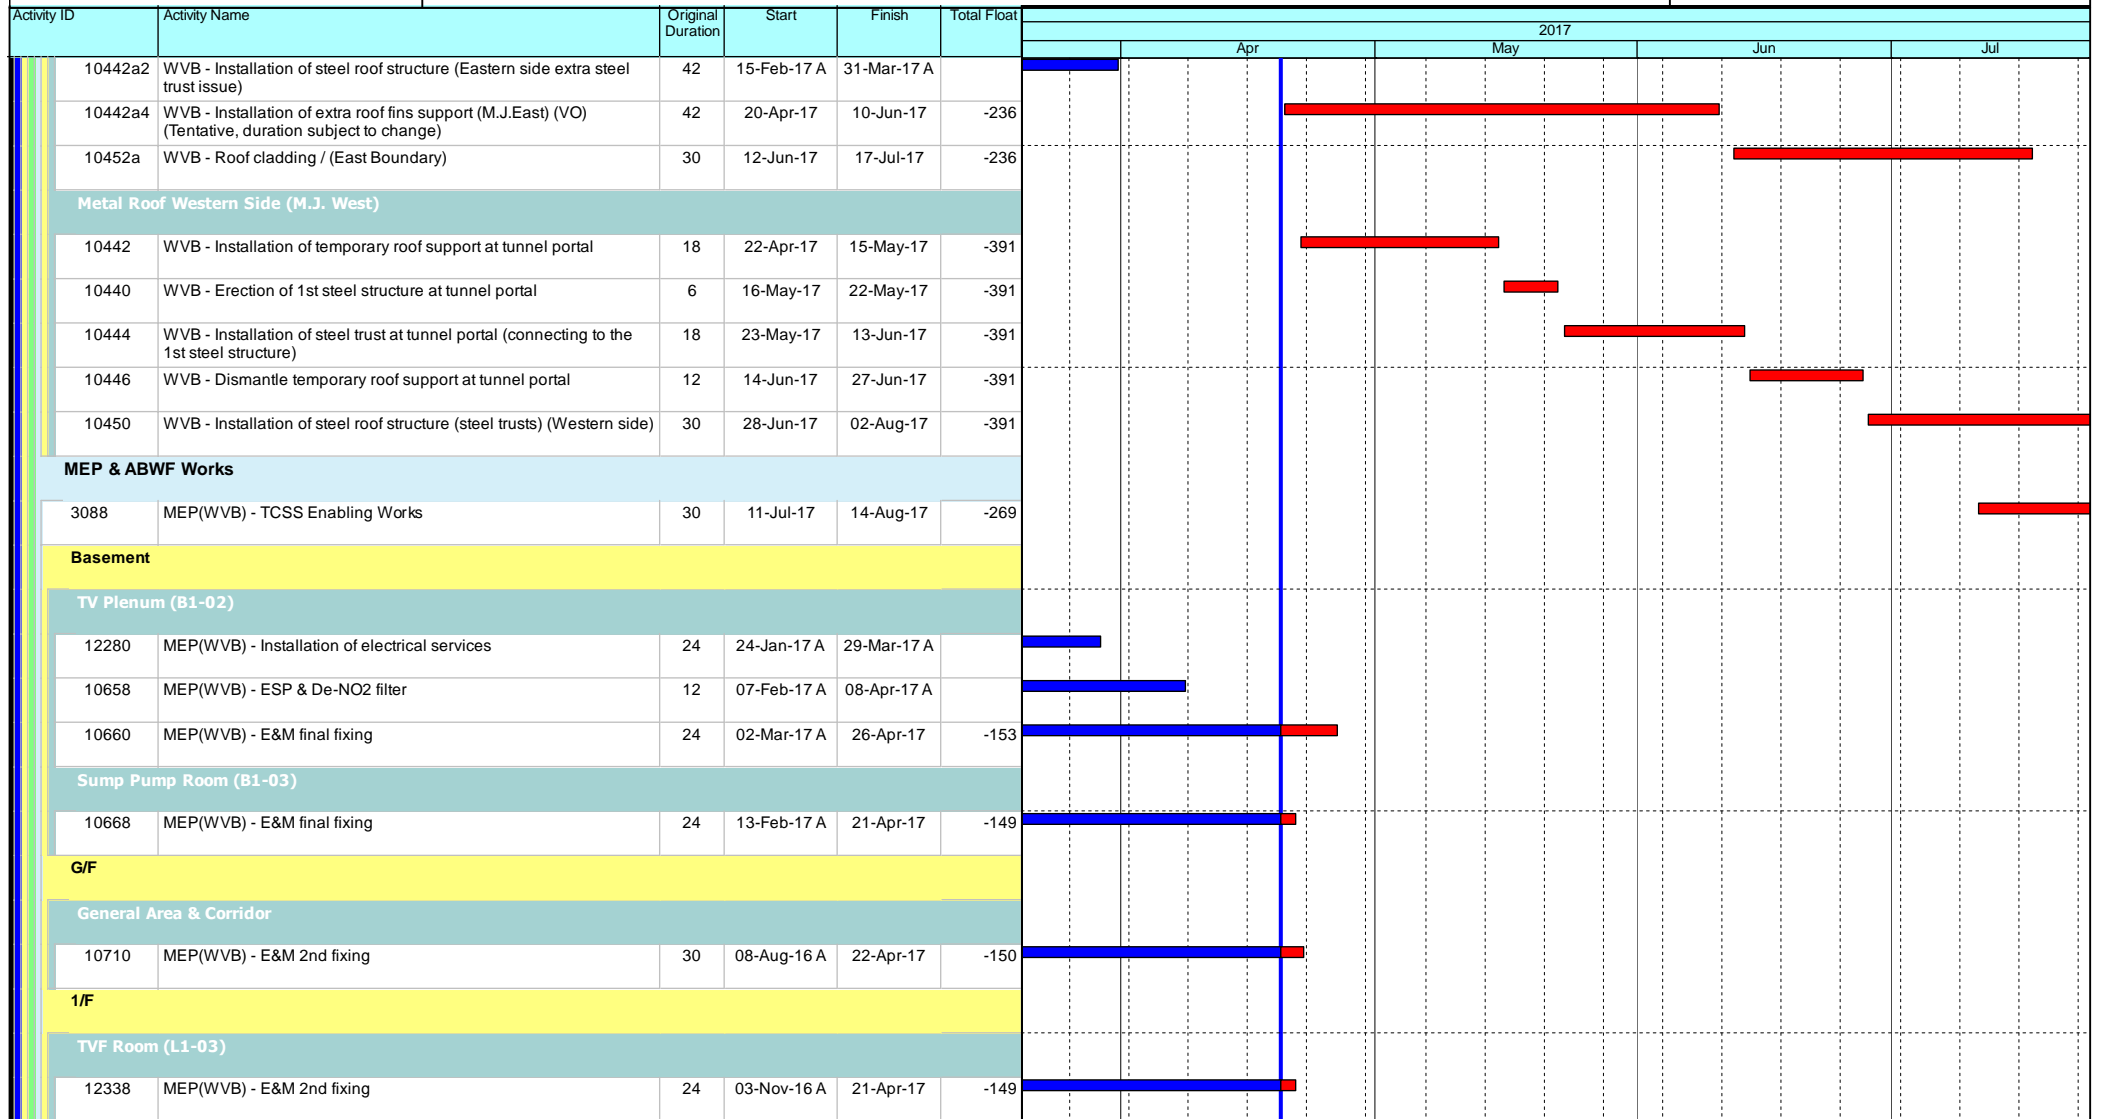 Activity ID Activity Name Original Duration Start Finish Total Float
2017
Apr May Jun Jul
10442a2 WVB - Installation of steel roof structure (Eastern side extra steel 42 15-Feb-17 A 31-Mar-17 A
trust issue)
10442a4 WVB - Installation of extra roof fins support (M.J.East) (VO) 42 20-Apr-17 10-Jun-17 -236
(Tentative, duration subject to change)
10452a WVB - Roof cladding / (East Boundary) 30 12-Jun-17 17-Jul-17 -236
Metal Roof Western Side (M.J. West)
10442 WVB - Installation of temporary roof support at tunnel portal 18 22-Apr-17 15-May-17 -391
10440 WVB - Erection of 1st steel structure at tunnel portal 6 16-May-17 22-May-17 -391
10444 WVB - Installation of steel trust at tunnel portal (connecting to the 18 23-May-17 13-Jun-17 -391
1st steel structure)
10446 WVB - Dismantle temporary roof support at tunnel portal 12 14-Jun-17 27-Jun-17 -391
10450 WVB - Installation of steel roof structure (steel trusts) (Western side) 30 28-Jun-17 02-Aug-17 -391
MEP & ABWF Works
3088 MEP(WVB) - TCSS Enabling Works 30 11-Jul-17 14-Aug-17 -269
Basement
TV Plenum (B1-02)
12280 MEP(WVB) - Installation of electrical services 24 24-Jan-17 A 29-Mar-17 A
10658 MEP(WVB) - ESP & De-NO2 filter 12 07-Feb-17 A 08-Apr-17 A
10660 MEP(WVB) - E&M final fixing 24 02-Mar-17 A 26-Apr-17 -153
Sump Pump Room (B1-03)
10668 MEP(WVB) - E&M final fixing 24 13-Feb-17 A 21-Apr-17 -149
G/F
General Area & Corridor
10710 MEP(WVB) - E&M 2nd fixing 30 08-Aug-16 A 22-Apr-17 -150
1/F
TVF Room (L1-03)
12338 MEP(WVB) - E&M 2nd fixing 24 03-Nov-16 A 21-Apr-17 -149